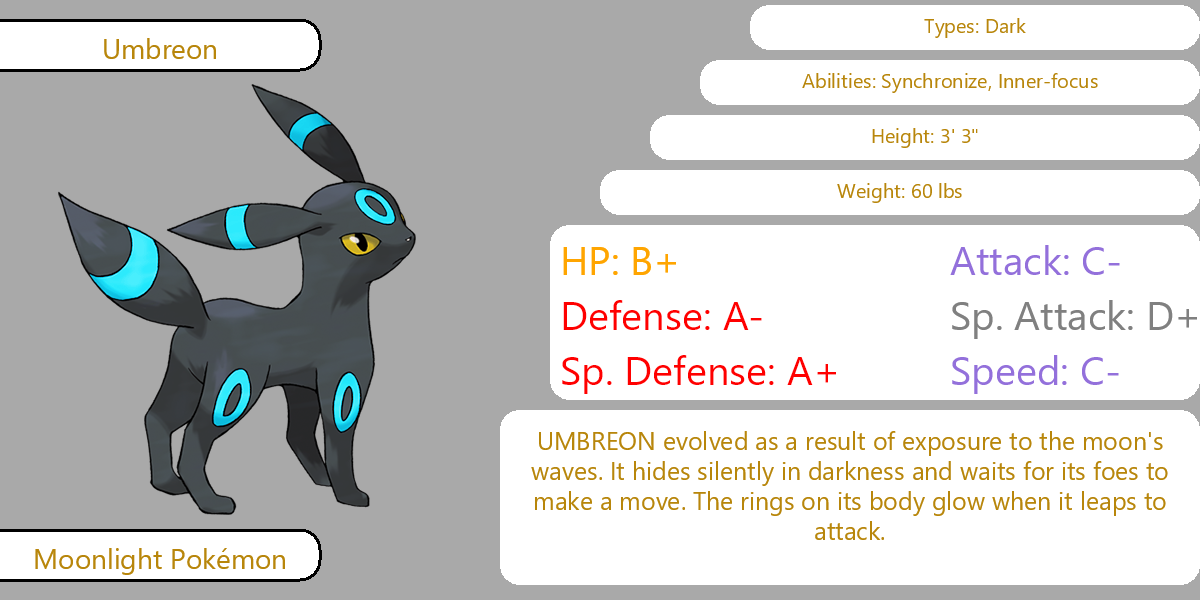 Umbreon
Types: Dark
Abilities: Synchronize, Inner-focus
Height: 3' 3"
Weight: 60 lbs
HP: B+
Attack: C-
Defense: A-
Sp. Attack: D+
Sp. Defense: A+
Speed: C-
UMBREON evolved as a result of exposure to the moon's
waves. It hides silently in darkness and waits for its foes to
make a move. The rings on its body glow when it leaps to
attack.
Moonlight Pokémon